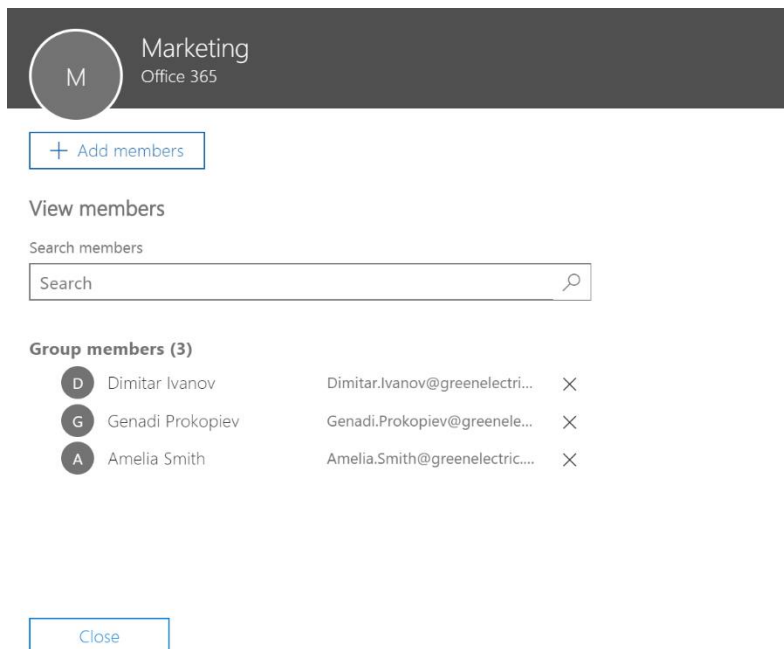 M
Marketing
Office 365
+ Add members
View members
Search members
Search
Group members (3)
D Dimitar Ivanov Dimitar.Ivanov@greenelectri...
G Genadi Prokopiev Genadi.Prokopiev@greenele...
A Amelia Smith Amelia.Smith@greenelectric....
Close